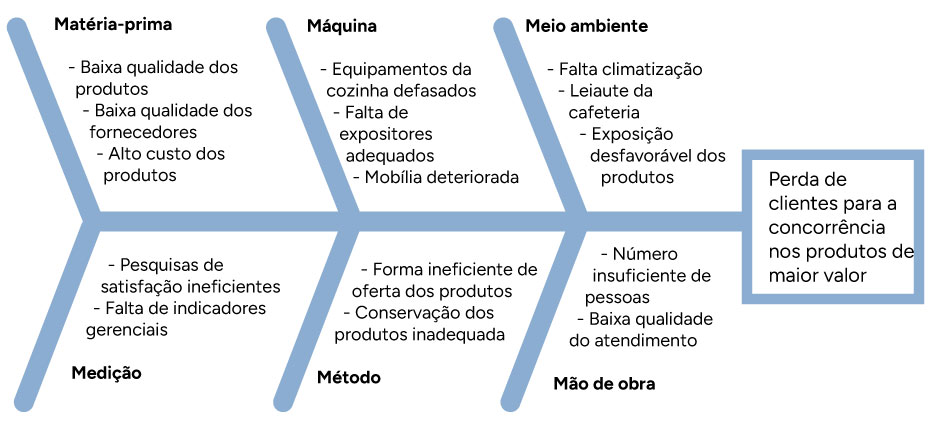 Matéria-prima
- Baixa qualidade dos
produtos
- Baixa qualidade dos
fornecedores
- Alto custo dos
produtos
Máquina
- Equipamentos da
cozinha defasados
- Falta de
expositores
adequados
- Mobília deteriorada
Meio ambiente
- Falta climatização
- Leiaute da
cafeteria
- Exposição
desfavorável dos
produtos
Perda de
clientes para a
concorrência
nos produtos de
maior valor
- Pesquisas de
satisfação ineficientes
- Falta de indicadores
gerenciais
Medição
- Forma ineficiente de
oferta dos produtos
- Conservação dos
produtos inadequada
Método
- Número
insuficiente de
pessoas
- Baixa qualidade
do atendimento
Mão de obra